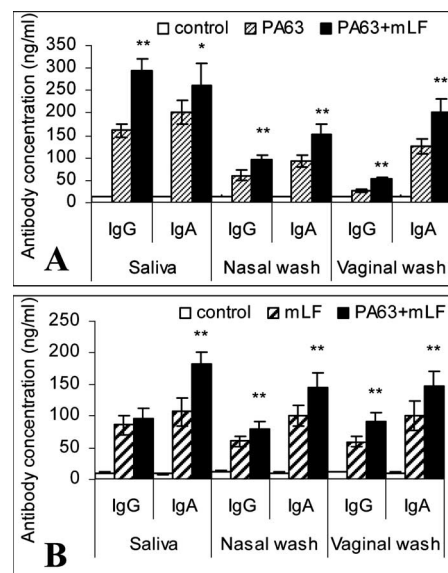 control PA63 PA63+mLF
Antibody concentration (ng/ml)
350
300
250
200
150
100
50
0
** * ** ** ** **
IgG IgA IgG IgA IgG IgA
Saliva Nasal wash Vaginal wash
A
control mLF PA63+mLF
Antibody concentration (ng/ml)
250
200
150
100
50
0
** ** ** ** **
IgG IgA IgG IgA IgG IgA
Saliva Nasal wash Vaginal wash
B